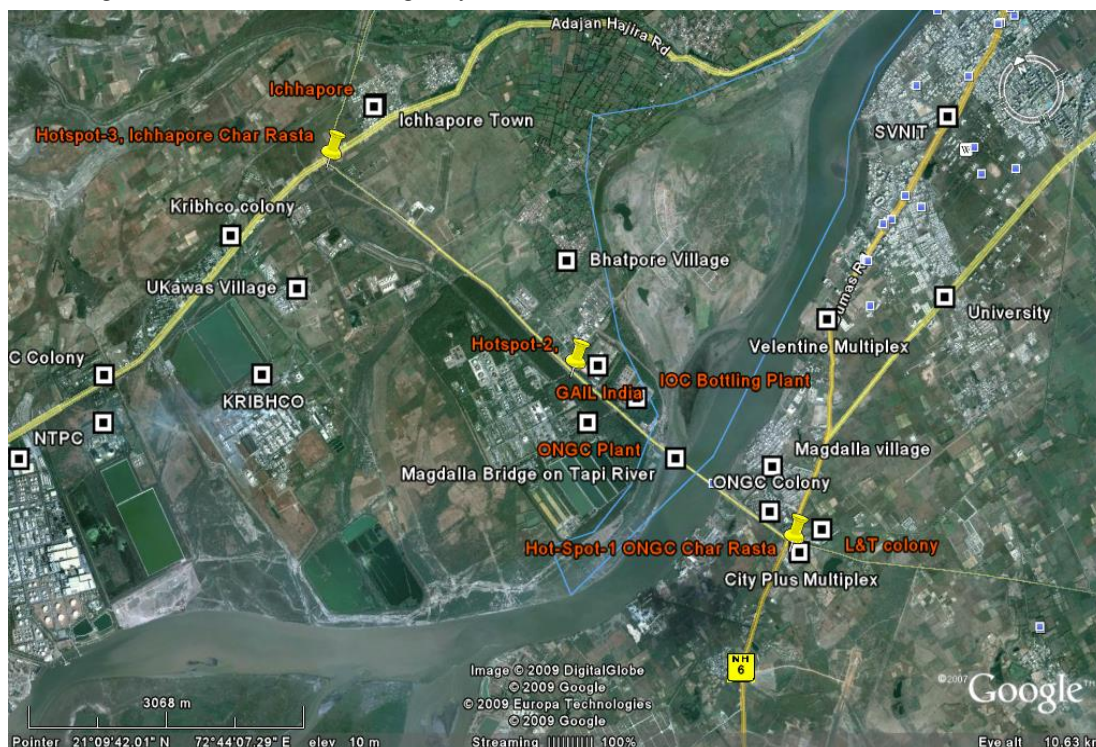 Adajan Hajira Rd
Ichhapore
Ichhapore Town
Hotspot-3, Ichhapore Char Rasta
SVNIT
W
Kribhco colony
Bhatpore Village
UKawas Village
University
Dumas R
Velentine Multiplex
Hotspot-2,
C Colony
GAIL India
IOC Bottling Plant
KRIBHCO
NTPC
ONGC Plant
Magdalla village
Magdalla Bridge on Tapi River
ONGC Colony
Hot-Spot-1 ONGC Char Rasta
L&T colony
City Plus Multiplex
NH
6
Image © 2009 DigitalGlobe
© 2009 Google
© 2009 Europa Technologies
© 2009 Google
©2007 Google™
3068 m
Pointer 21°09'42.01" N 72°44'07.29" E elev 10 m
Streaming |||||||||| 100%
Eye alt 10.63 km